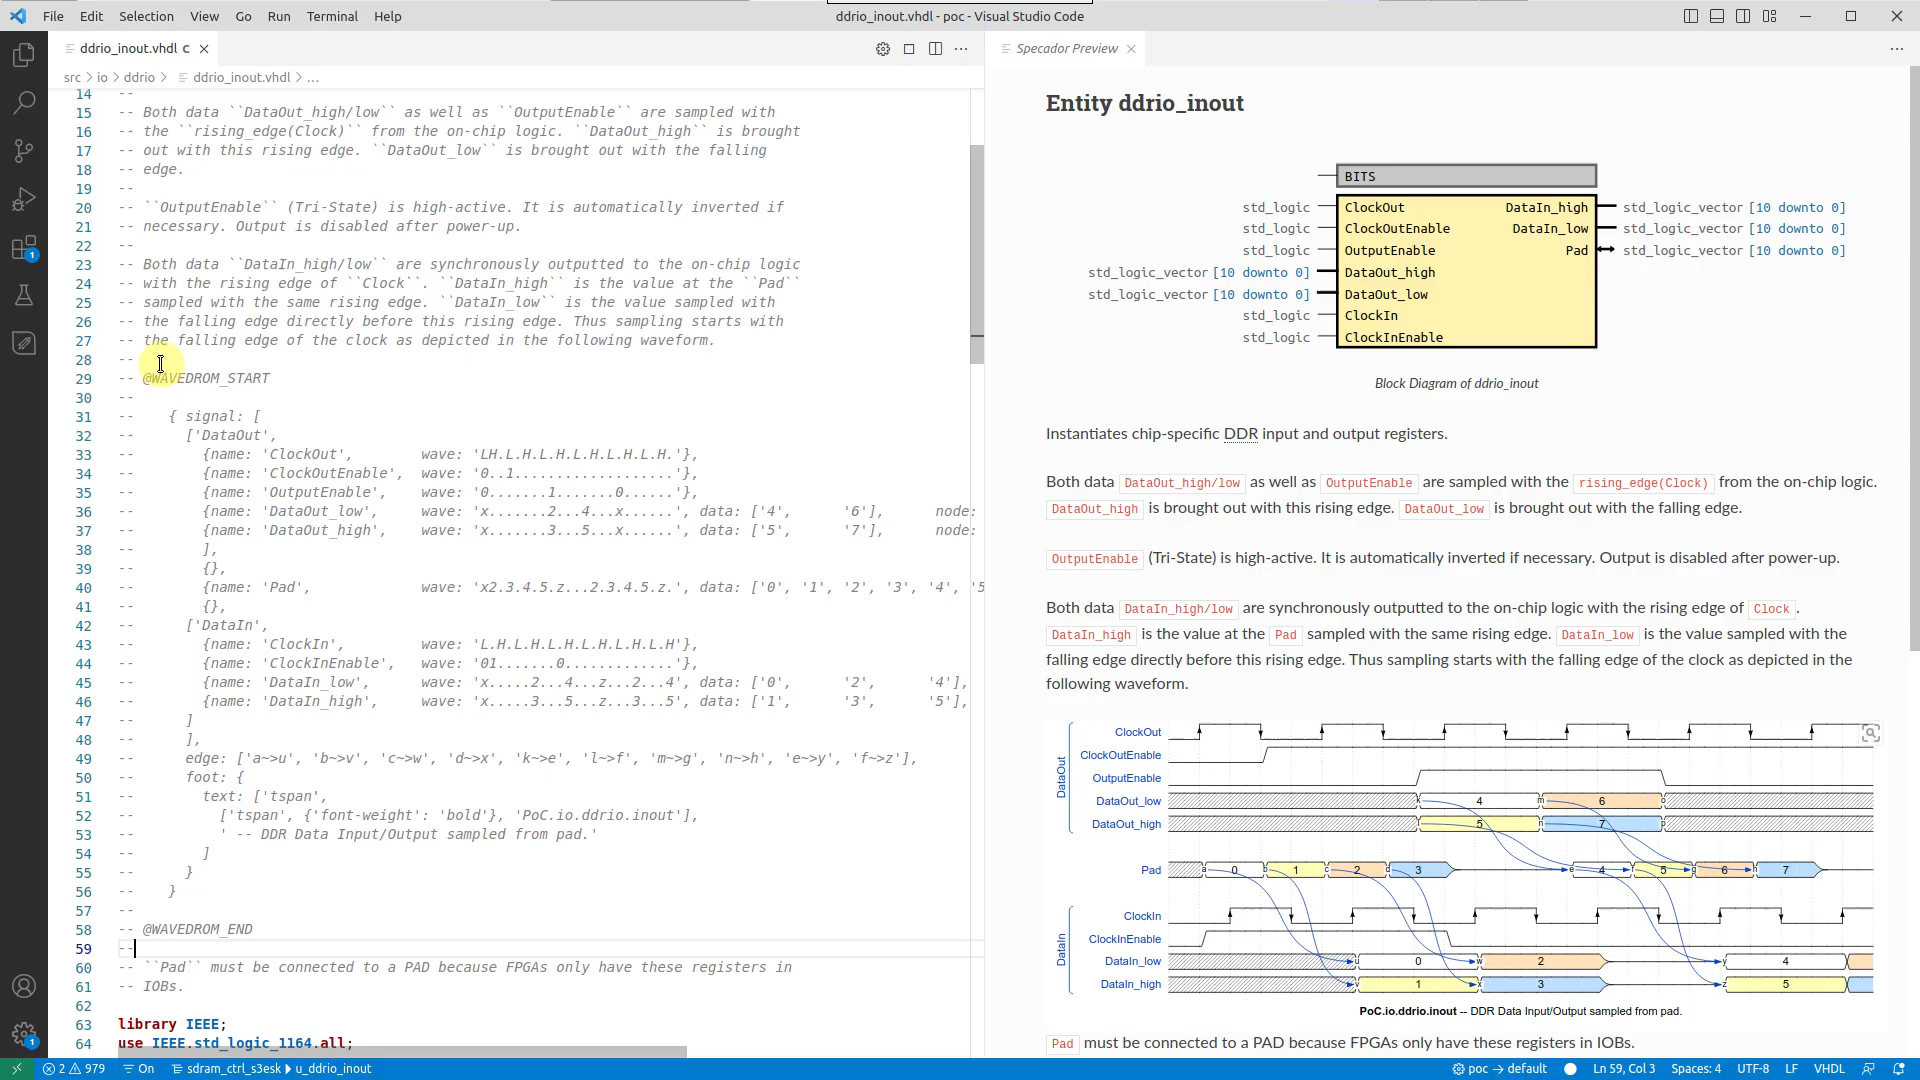 File Edit Selection View Go Run Terminal Help
ddrio_inout.vhdl - poc - Visual Studio Code
ddrio_inout.vhdl C
Specador Preview
src > io > ddrio > ddrio_inout.vhdl > ...
14 --
15 -- Both data ``DataOut_high/low`` as well as ``OutputEnable`` are sampled with
16 -- the ``rising_edge(Clock)`` from the on-chip logic. ``DataOut_high`` is brought
17 -- out with this rising edge. ``DataOut_low`` is brought out with the falling
18 -- edge.
19 --
20 -- ``OutputEnable`` (Tri-State) is high-active. It is automatically inverted if
21 -- necessary. Output is disabled after power-up.
22 --
23 -- Both data ``DataIn_high/low`` are synchronously outputted to the on-chip logic
24 -- with the rising edge of ``Clock``. ``DataIn_high`` is the value at the ``Pad``
25 -- sampled with the same rising edge. ``DataIn_low`` is the value sampled with
26 -- the falling edge directly before this rising edge. Thus sampling starts with
27 -- the falling edge of the clock as depicted in the following waveform.
28 --
29 -- @WAVEDROM_START
30 --
31 -- { signal: [
32 -- ['DataOut',
33 -- {name: 'ClockOut', wave: 'LH.L.H.L.H.L.H.L.H.L.H.'},
34 -- {name: 'ClockOutEnable', wave: '0..1...................'},
35 -- {name: 'OutputEnable', wave: '0.......1.......0......'},
36 -- {name: 'DataOut_low', wave: 'x.......2...4...x......', data: ['4', '6'], node:
37 -- {name: 'DataOut_high', wave: 'x.......3...5...x......', data: ['5', '7'], node:
38 -- ],
39 -- {},
40 -- {name: 'Pad', wave: 'x2.3.4.5.z...2.3.4.5.z.', data: ['0', '1', '2', '3', '4', '5
41 -- {},
42 -- ['DataIn',
43 -- {name: 'ClockIn', wave: 'L.H.L.H.L.H.L.H.L.H.L.H'},
44 -- {name: 'ClockInEnable', wave: '01.......0.............'},
45 -- {name: 'DataIn_low', wave: 'x.....2...4...z...2...4', data: ['0', '2', '4'],
46 -- {name: 'DataIn_high', wave: 'x.....3...5...z...3...5', data: ['1', '3', '5'],
47 -- ]
48 -- ],
49 -- edge: ['a~>u', 'b~>v', 'c~>w', 'd~>x', 'k~>e', 'l~>f', 'm~>g', 'n~>h', 'e~>y', 'f~>z'],
50 -- foot: {
51 -- text: ['tspan',
52 -- ['tspan', {'font-weight': 'bold'}, 'PoC.io.ddrio.inout'],
53 -- ' -- DDR Data Input/Output sampled from pad.'
54 -- ]
55 -- }
56 -- }
57 --
58 -- @WAVEDROM_END
59 --
60 -- ``Pad`` must be connected to a PAD because FPGAs only have these registers in
61 -- IOBs.
62
63 library IEEE;
64 use IEEE.std_logic_1164.all;
Entity ddrio_inout
BITS
std_logic ClockOut DataIn_high std_logic_vector [10 downto 0]
std_logic ClockOutEnable DataIn_low std_logic_vector [10 downto 0]
std_logic OutputEnable Pad std_logic_vector [10 downto 0]
std_logic_vector [10 downto 0] DataOut_high
std_logic_vector [10 downto 0] DataOut_low
std_logic ClockIn
std_logic ClockInEnable
Block Diagram of ddrio_inout
Instantiates chip-specific DDR input and output registers.
Both data DataOut_high/low as well as OutputEnable are sampled with the rising_edge(Clock) from the on-chip logic.
DataOut_high is brought out with this rising edge. DataOut_low is brought out with the falling edge.
OutputEnable (Tri-State) is high-active. It is automatically inverted if necessary. Output is disabled after power-up.
Both data DataIn_high/low are synchronously outputted to the on-chip logic with the rising edge of Clock .
DataIn_high is the value at the Pad sampled with the same rising edge. DataIn_low is the value sampled with the
falling edge directly before this rising edge. Thus sampling starts with the falling edge of the clock as depicted in the
following waveform.
DataOut
ClockOut
ClockOutEnable
OutputEnable
DataOut_low k 4 m 6 o
DataOut_high l 5 n 7 p
Pad a 0 b 1 c 2 d 3 e 4 f 5 g 6 h 7
DataIn
ClockIn
ClockInEnable
DataIn_low u 0 w 2 y 4
DataIn_high v 1 x 3 z 5
PoC.io.ddrio.inout -- DDR Data Input/Output sampled from pad.
Pad must be connected to a PAD because FPGAs only have these registers in IOBs.
1
1
2 979 On sdram_ctrl_s3esk u_ddrio_inout
poc → default Ln 59, Col 3 Spaces: 4 UTF-8 LF VHDL